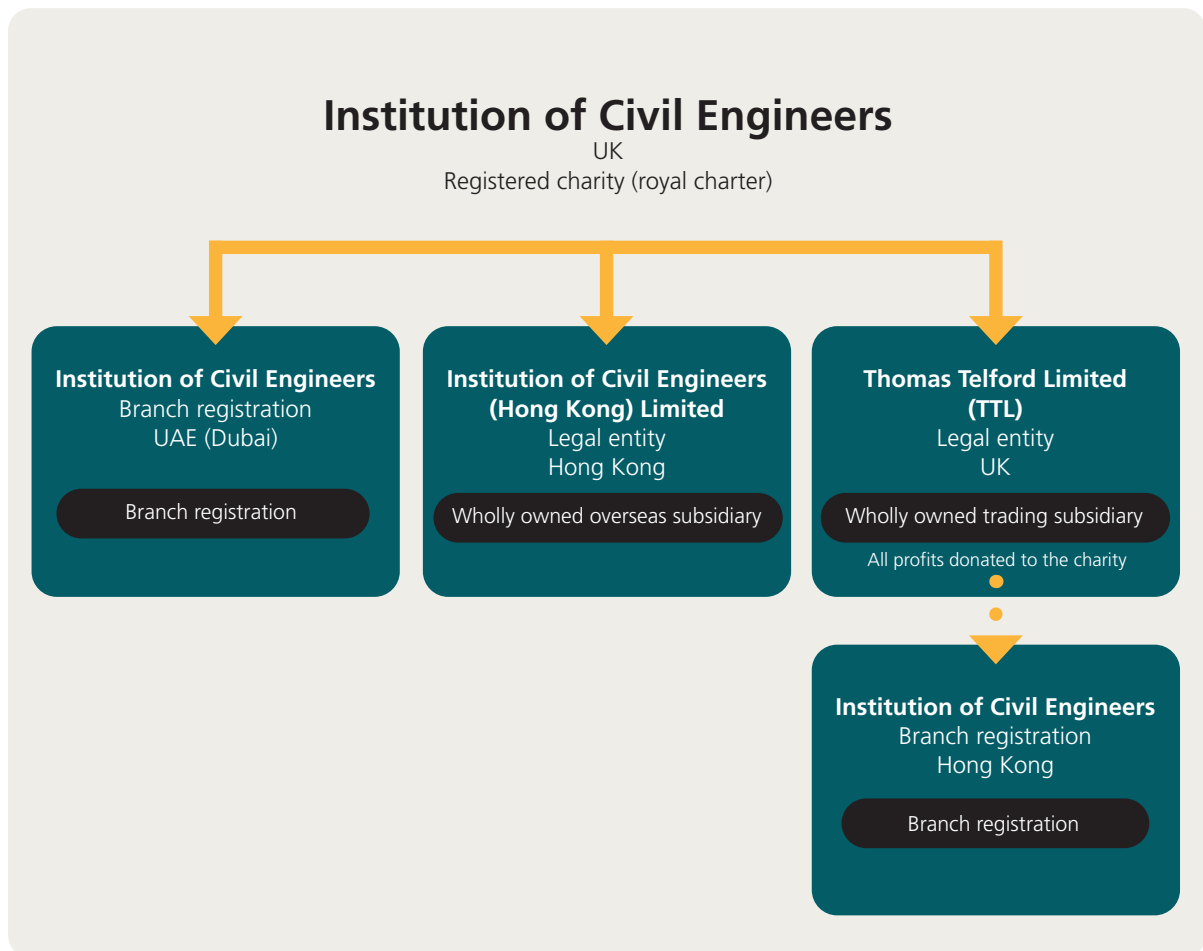 Institution of Civil Engineers
UK
Registered charity (royal charter)
Institution of Civil Engineers
Branch registration
UAE (Dubai)
Branch registration
Institution of Civil Engineers
(Hong Kong) Limited
Legal entity
Hong Kong
Wholly owned overseas subsidiary
Thomas Telford Limited
(TTL)
Legal entity
UK
Wholly owned trading subsidiary
All profits donated to the charity
Institution of Civil Engineers
Branch registration
Hong Kong
Branch registration